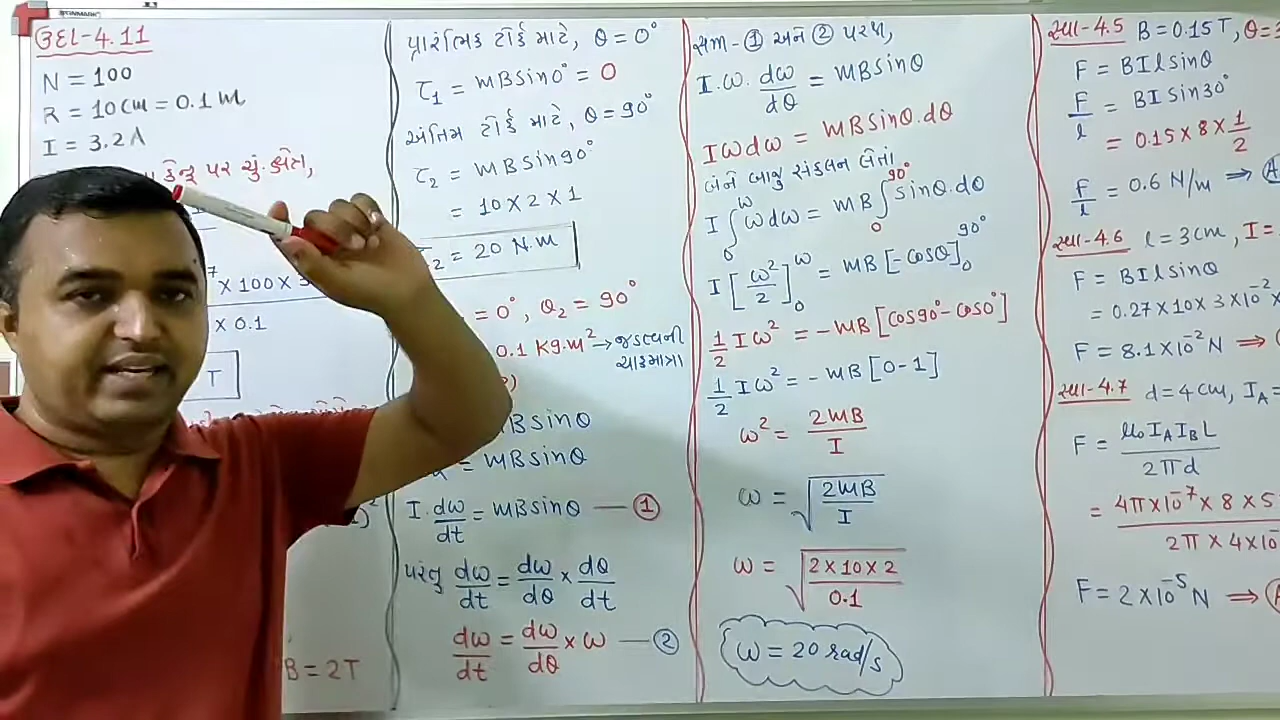 ઉદા-4.11
N = 100
R = 10 cm = 0.1 m
I = 3.2 A
કેન્દ્ર પર ચું. ક્ષેત્ર,
× 100 × 3
× 0.1
T
B = 2T
પ્રારંભિક ટૉર્ક માટે, θ = 0°
τ₁ = mB sin0° = 0
અંતિમ ટૉર્ક માટે, θ = 90°
τ₂ = mB sin90°
= 10 × 2 × 1
τ₂ = 20 N.m
= 0°, θ₂ = 90°
0.1 kg.m² → જડત્વની ચાકમાત્રા
mB sinθ
= mB sinθ
I. dω/dt = mB sinθ — ①
પરંતુ dω/dt = dω/dθ × dθ/dt
dω/dt = dω/dθ × ω — ②
સમ-① અને ② પરથી,
I.ω. dω/dθ = mB sinθ
Iωdω = mB sinθ.dθ
બંને બાજુ સંકલન લેતાં
I ∫₀^ω ωdω = mB ∫₀^90° sinθ.dθ
I [ω²/2]₀^ω = mB [-cosθ]₀^90°
1/2 Iω² = -mB [cos90° - cos0°]
1/2 Iω² = -mB [0-1]
ω² = 2mB/I
ω = √(2mB/I)
ω = √(2 × 10 × 2/0.1)
ω = 20 rad/s
સ્વા-4.5 B = 0.15 T, θ =
F = BIl sinθ
F/l = BI sin30°
= 0.15 × 8 × 1/2
F/l = 0.6 N/m ⇒ A
સ્વા-4.6 l = 3 cm, I =
F = BIl sinθ
= 0.27 × 10 × 3 × 10⁻² ×
F = 8.1 × 10⁻² N ⇒
સ્વા-4.7 d = 4 cm, I_A =
F = μ₀ I_A I_B L/2πd
= 4π × 10⁻⁷ × 8 × 5/2π × 4 × 10⁻
F = 2 × 10⁻⁵ N ⇒